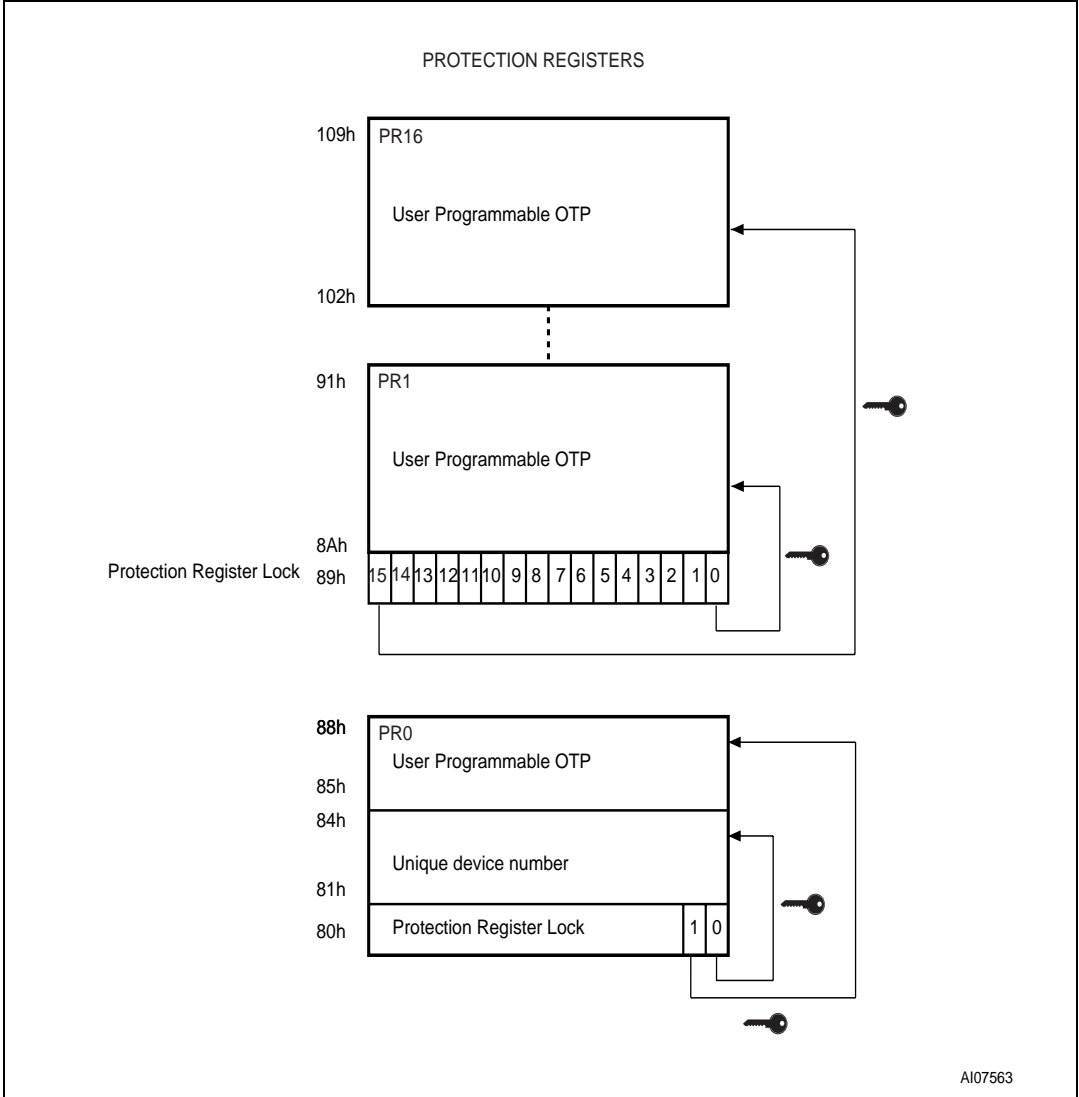 PROTECTION REGISTERS
109h
PR16
User Programmable OTP
102h
91h
PR1
User Programmable OTP
8Ah
Protection Register Lock
89h
15 14 13 12 11 10 9 8 7 6 5 4 3 2 1 0
88h
PR0
User Programmable OTP
85h
84h
Unique device number
81h
80h
Protection Register Lock
1 0
AI07563